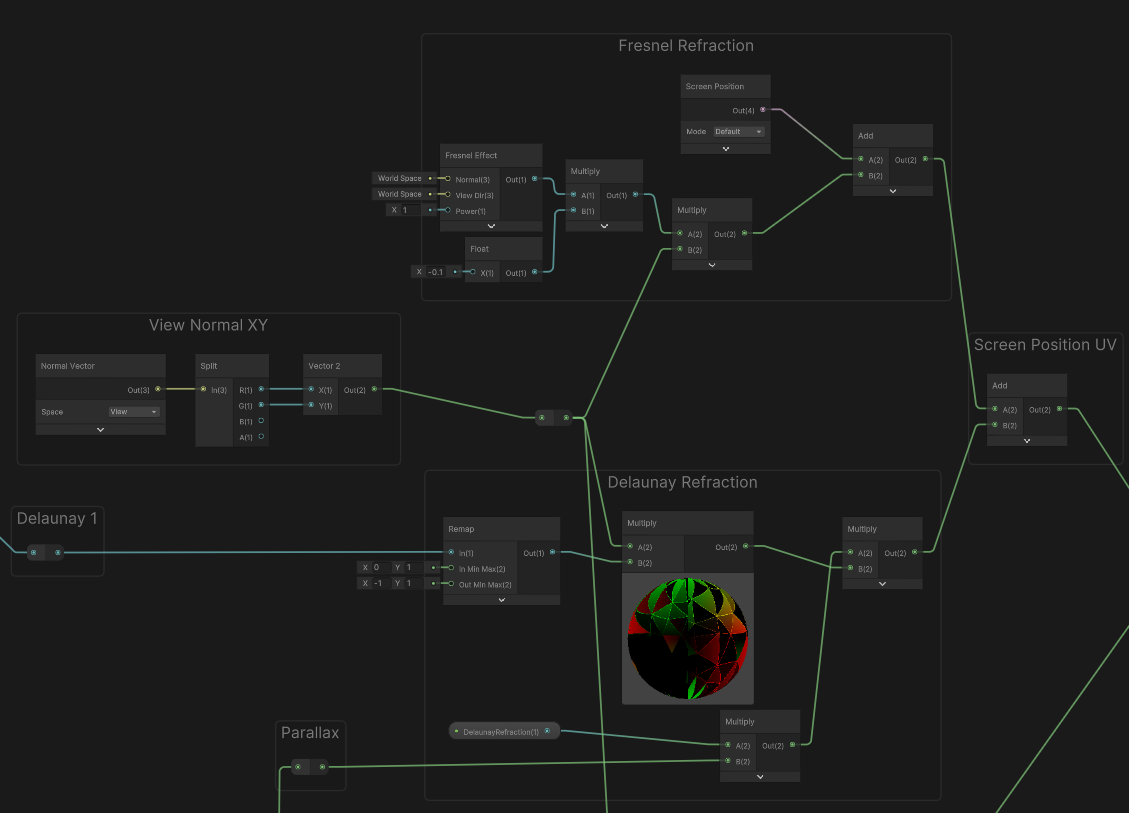 Fresnel Refraction
Screen Position
Out(4)
Mode Default
Add
A(2) Out(2)
B(2)
Fresnel Effect
World Space Normal(3) Out(1)
World Space View Dir(3)
X 1 Power(1)
Multiply
A(1) Out(1)
B(1)
Multiply
A(2) Out(2)
B(2)
Float
X -0.1 X(1) Out(1)
View Normal XY
Normal Vector
Out(3)
Space View
Split
In(3) R(1)
G(1)
B(1)
A(1)
Vector 2
X(1) Out(2)
Y(1)
Screen Position UV
Add
A(2) Out(2)
B(2)
Delaunay 1
Delaunay Refraction
Remap
In(1) Out(1)
X 0 Y 1 In Min Max(2)
X -1 Y 1 Out Min Max(2)
Multiply
A(2) Out(2)
B(2)
Multiply
A(2) Out(2)
B(2)
DelaunayRefraction(1)
Multiply
A(2) Out(2)
B(2)
Parallax